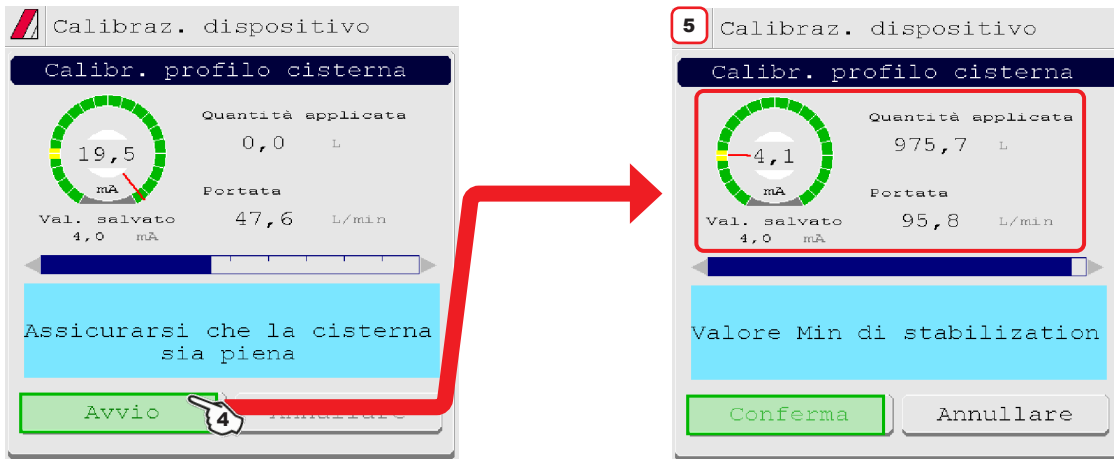 Calibraz. dispositivo
Calibr. profilo cisterna
Quantità applicata
19,5
0,0 L
mA
Portata
Val. salvato
47,6 L/min
4,0 mA
Assicurarsi che la cisterna
sia piena
Avvio
4
Annullare
5
Calibraz. dispositivo
Calibr. profilo cisterna
Quantità applicata
4,1
975,7 L
mA
Portata
Val. salvato
95,8 L/min
4,0 mA
Valore Min di stabilization
Conferma
Annullare